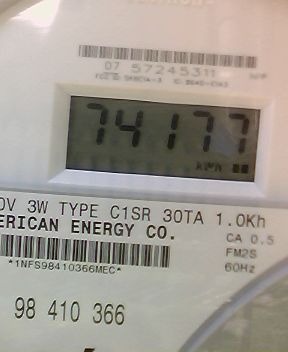 07 57245311
74177
kWh
0V 3W TYPE C1SR 30TA 1.0Kh
ERICAN ENERGY CO.
CA 0.5
FM2S
60Hz
*1NFS98410366MEC*
98 410 366